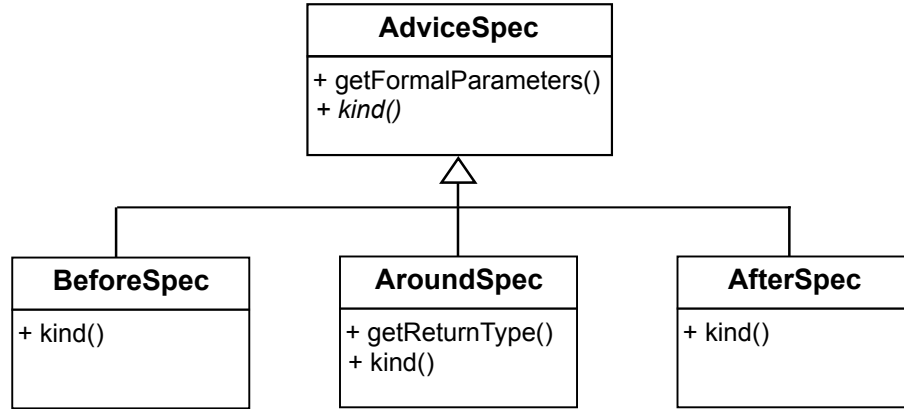 AdviceSpec
+ getFormalParameters()
+ kind()
BeforeSpec
+ kind()
AroundSpec
+ getReturnType()
+ kind()
AfterSpec
+ kind()